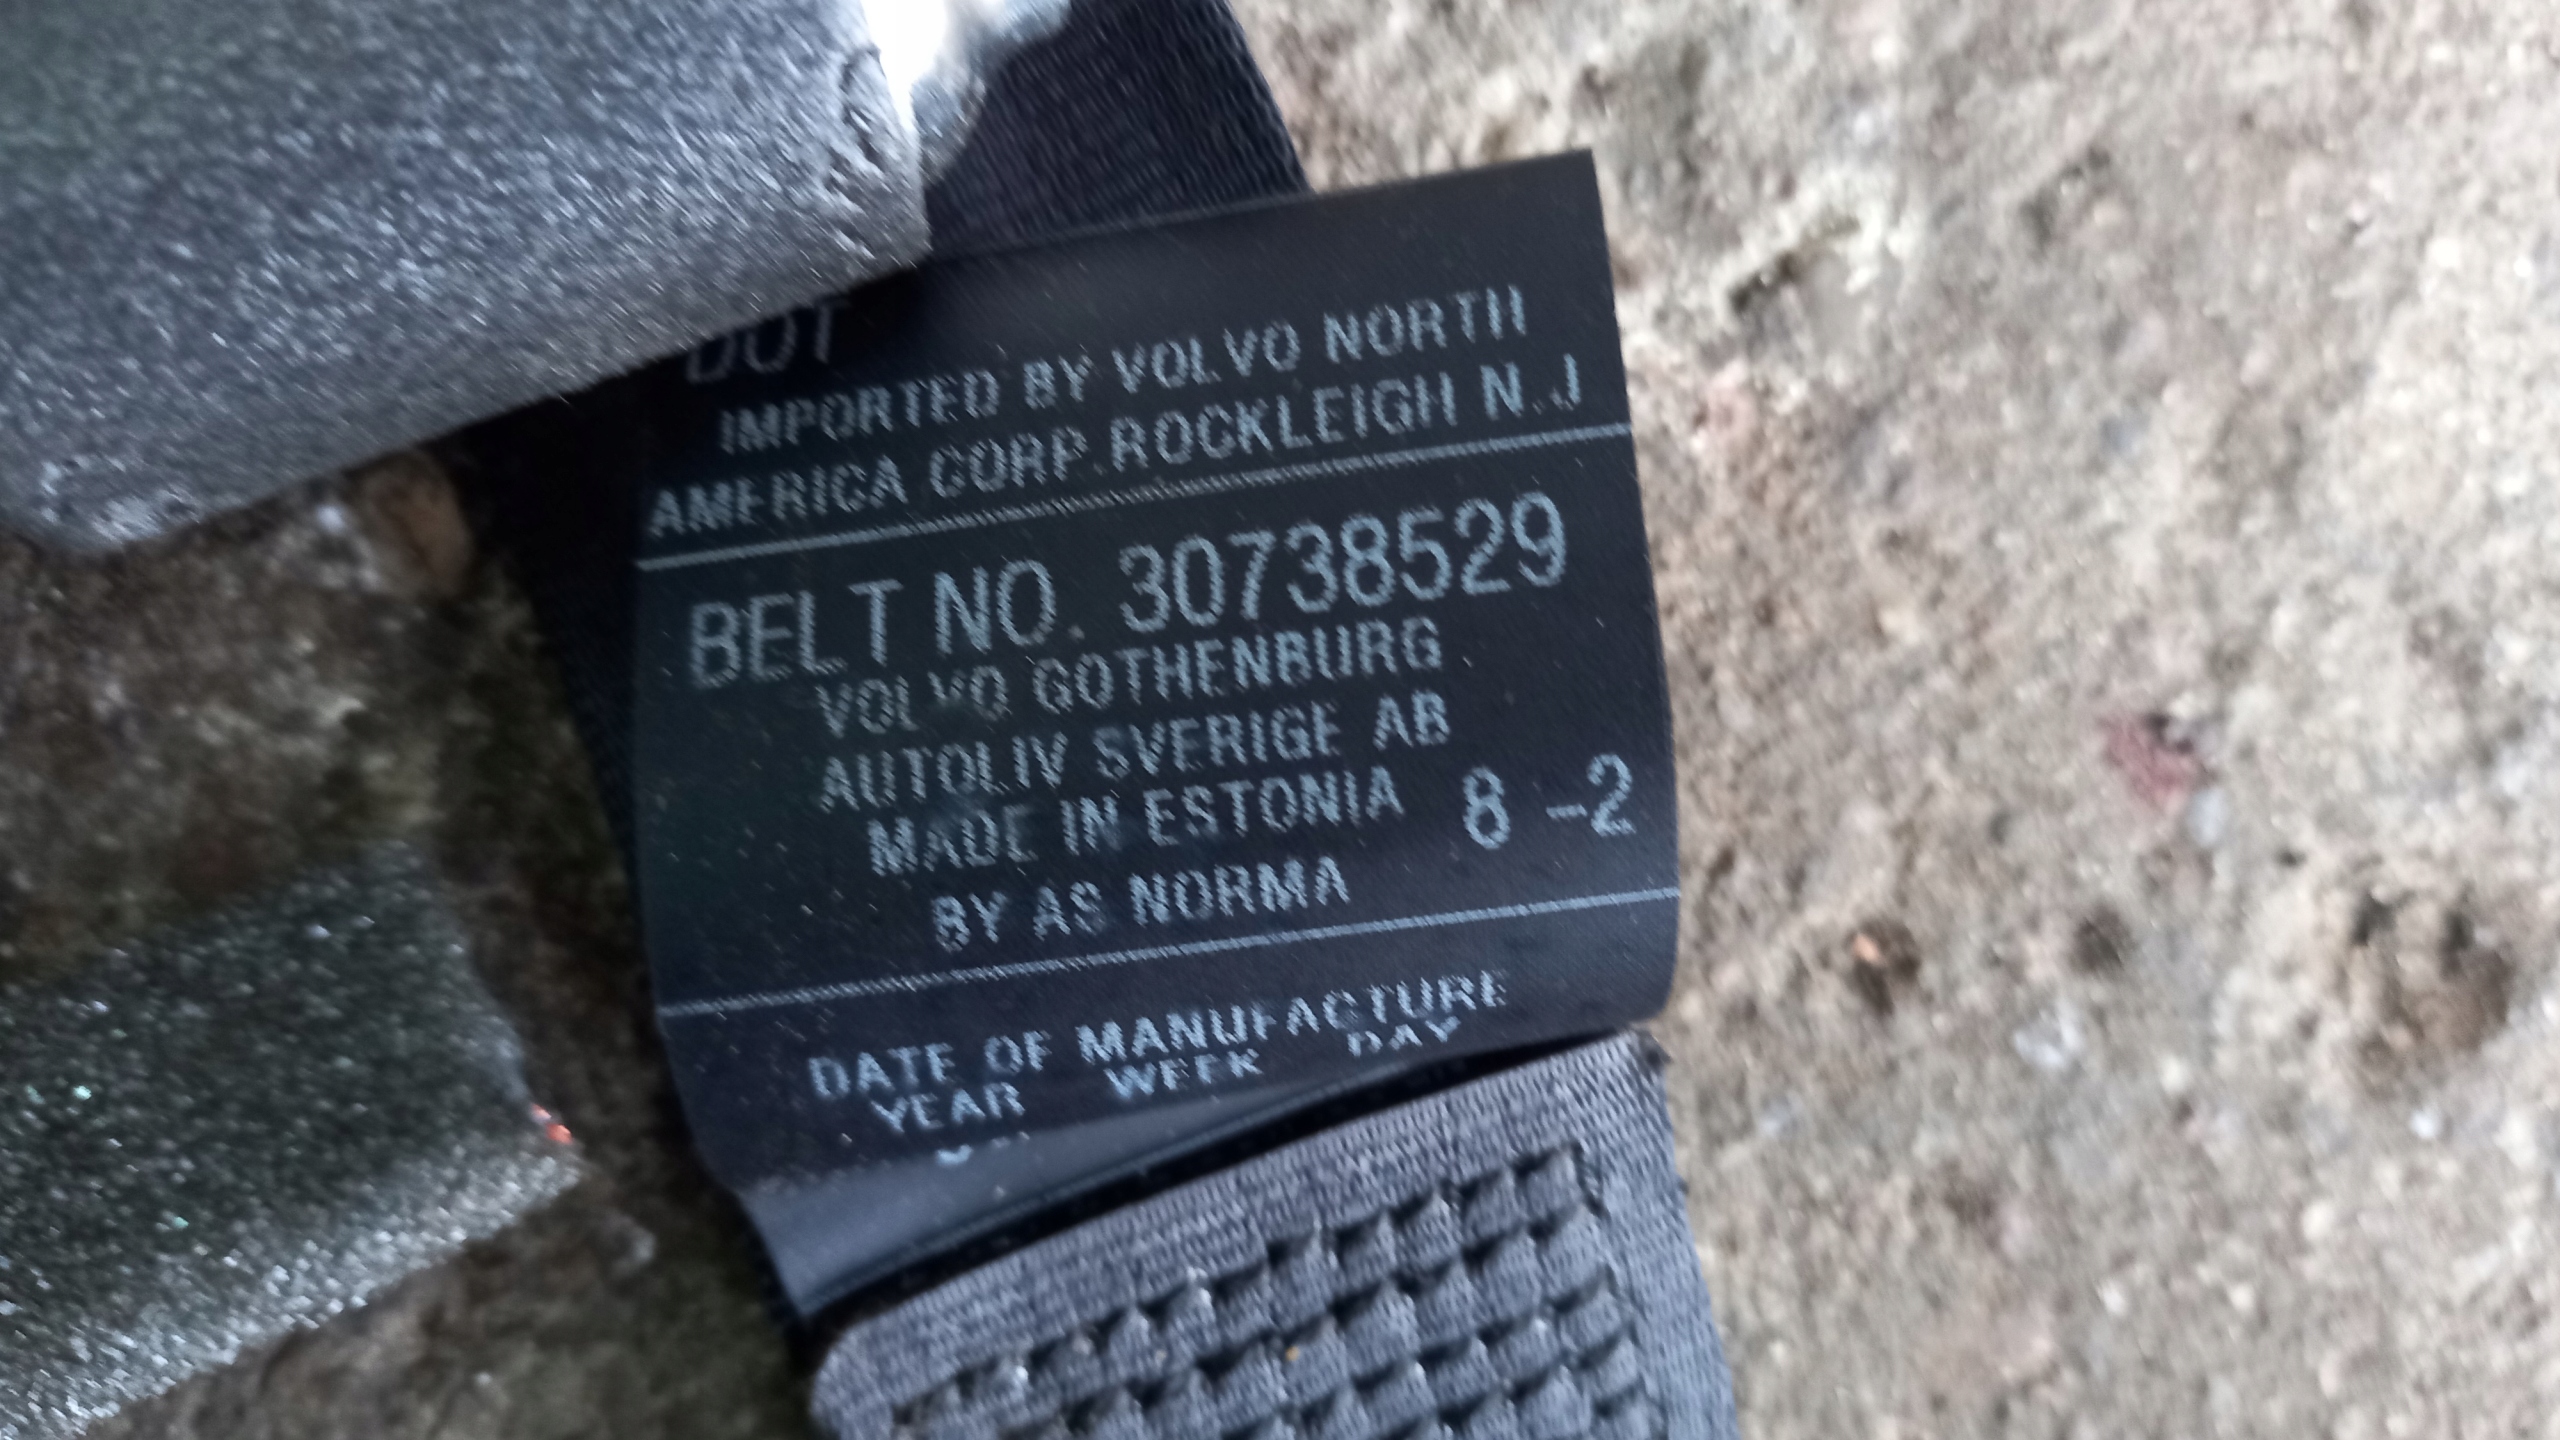 DOT
IMPORTED BY VOLVO NORTH
AMERICA CORP. ROCKLEIGH N.J
BELT NO. 30738529
VOLVO GOTHENBURG
AUTOLIV SVERIGE AB
MADE IN ESTONIA 8 -2
BY AS NORMA
DATE OF MANUFACTURE
YEAR WEEK DAY